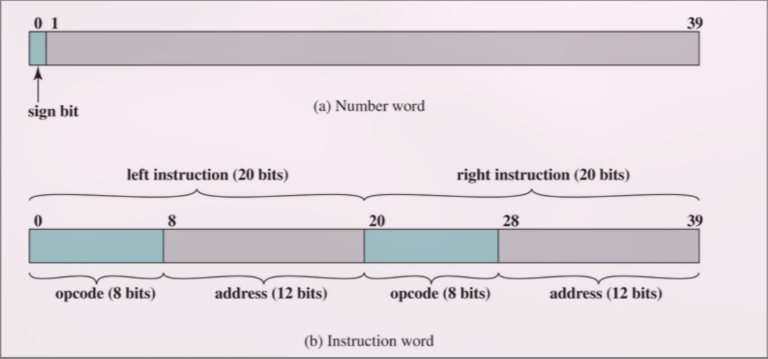 0 1 39
sign bit
(a) Number word
left instruction (20 bits) right instruction (20 bits)
0 8 20 28 39
opcode (8 bits) address (12 bits) opcode (8 bits) address (12 bits)
(b) Instruction word